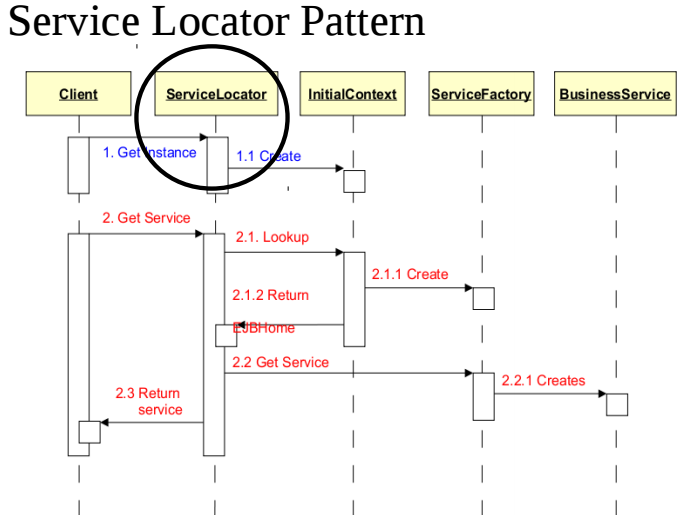 Service Locator Pattern
Client
ServiceLocator
InitialContext
ServiceFactory
BusinessService
1. Get Instance
1.1 Create
2. Get Service
2.1. Lookup
2.1.1 Create
2.1.2 Return
EJBHome
2.2 Get Service
2.2.1 Creates
2.3 Return
service